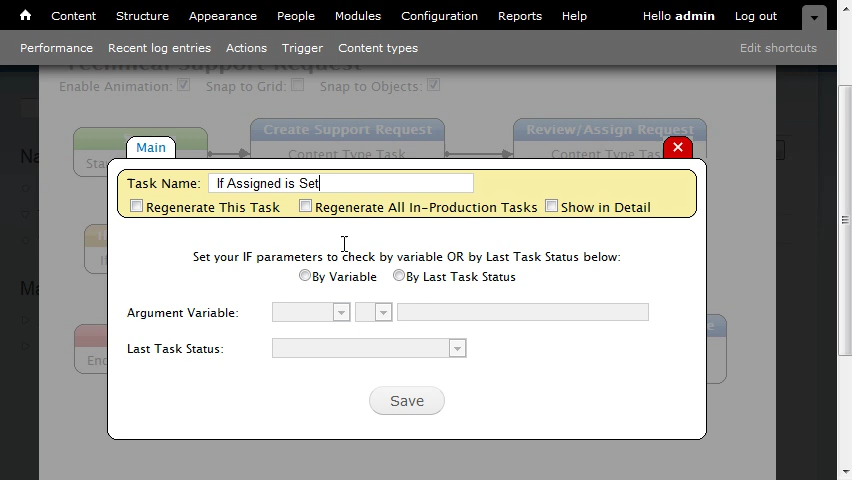 Content Structure Appearance People Modules Configuration Reports Help Hello admin Log out
Performance Recent log entries Actions Trigger Content types Edit shortcuts
Technical Support Request
Enable Animation: Snap to Grid: Snap to Objects:
Create Support Request Review/Assign Request
Content Type Task Content Type Task
Main
Task Name: If Assigned is Set
Regenerate This Task Regenerate All In-Production Tasks Show in Detail
Set your IF parameters to check by variable OR by Last Task Status below:
By Variable By Last Task Status
Argument Variable:
Last Task Status:
Save